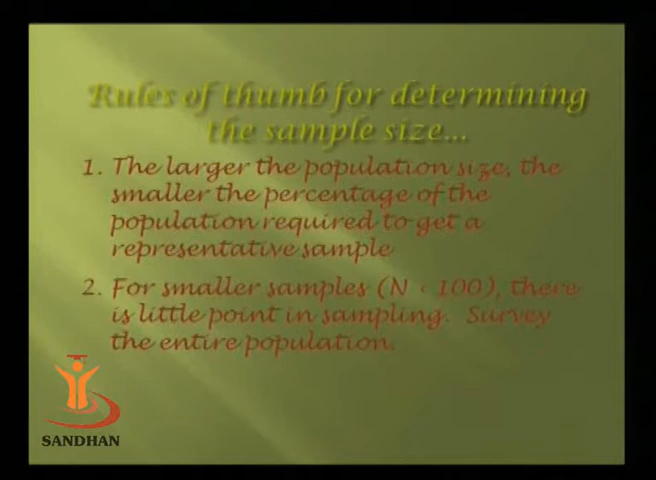 Rules of thumb for determining
the sample size...
1. The larger the population size, the
smaller the percentage of the
population required to get a
representative sample
2. For smaller samples (N < 100), there
is little point in sampling. Survey
the entire population.
SANDHAN